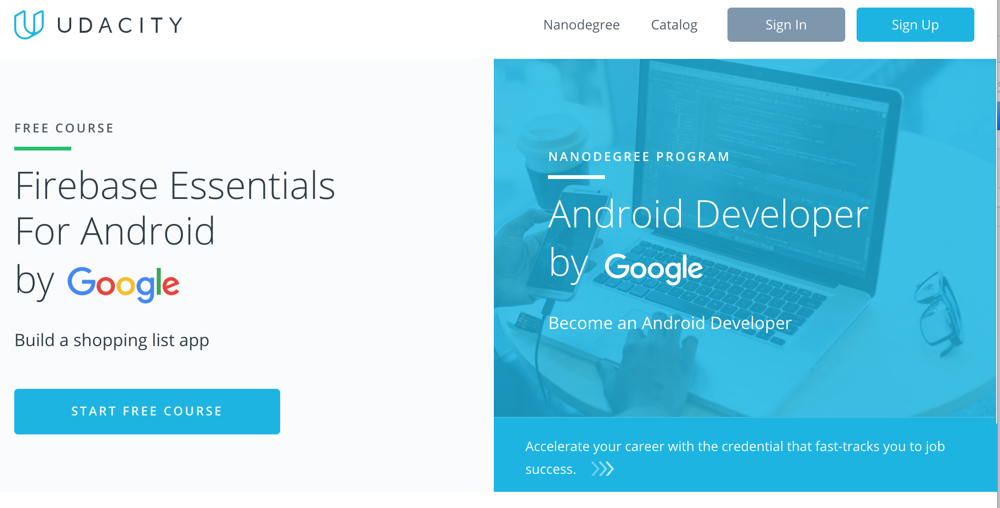 UDACITY
Nanodegree
Catalog
Sign In
Sign Up
FREE COURSE
Firebase Essentials
For Android
by Google
Build a shopping list app
START FREE COURSE
NANODEGREE PROGRAM
Android Developer
by Google
Become an Android Developer
Accelerate your career with the credential that fast-tracks you to job
success.